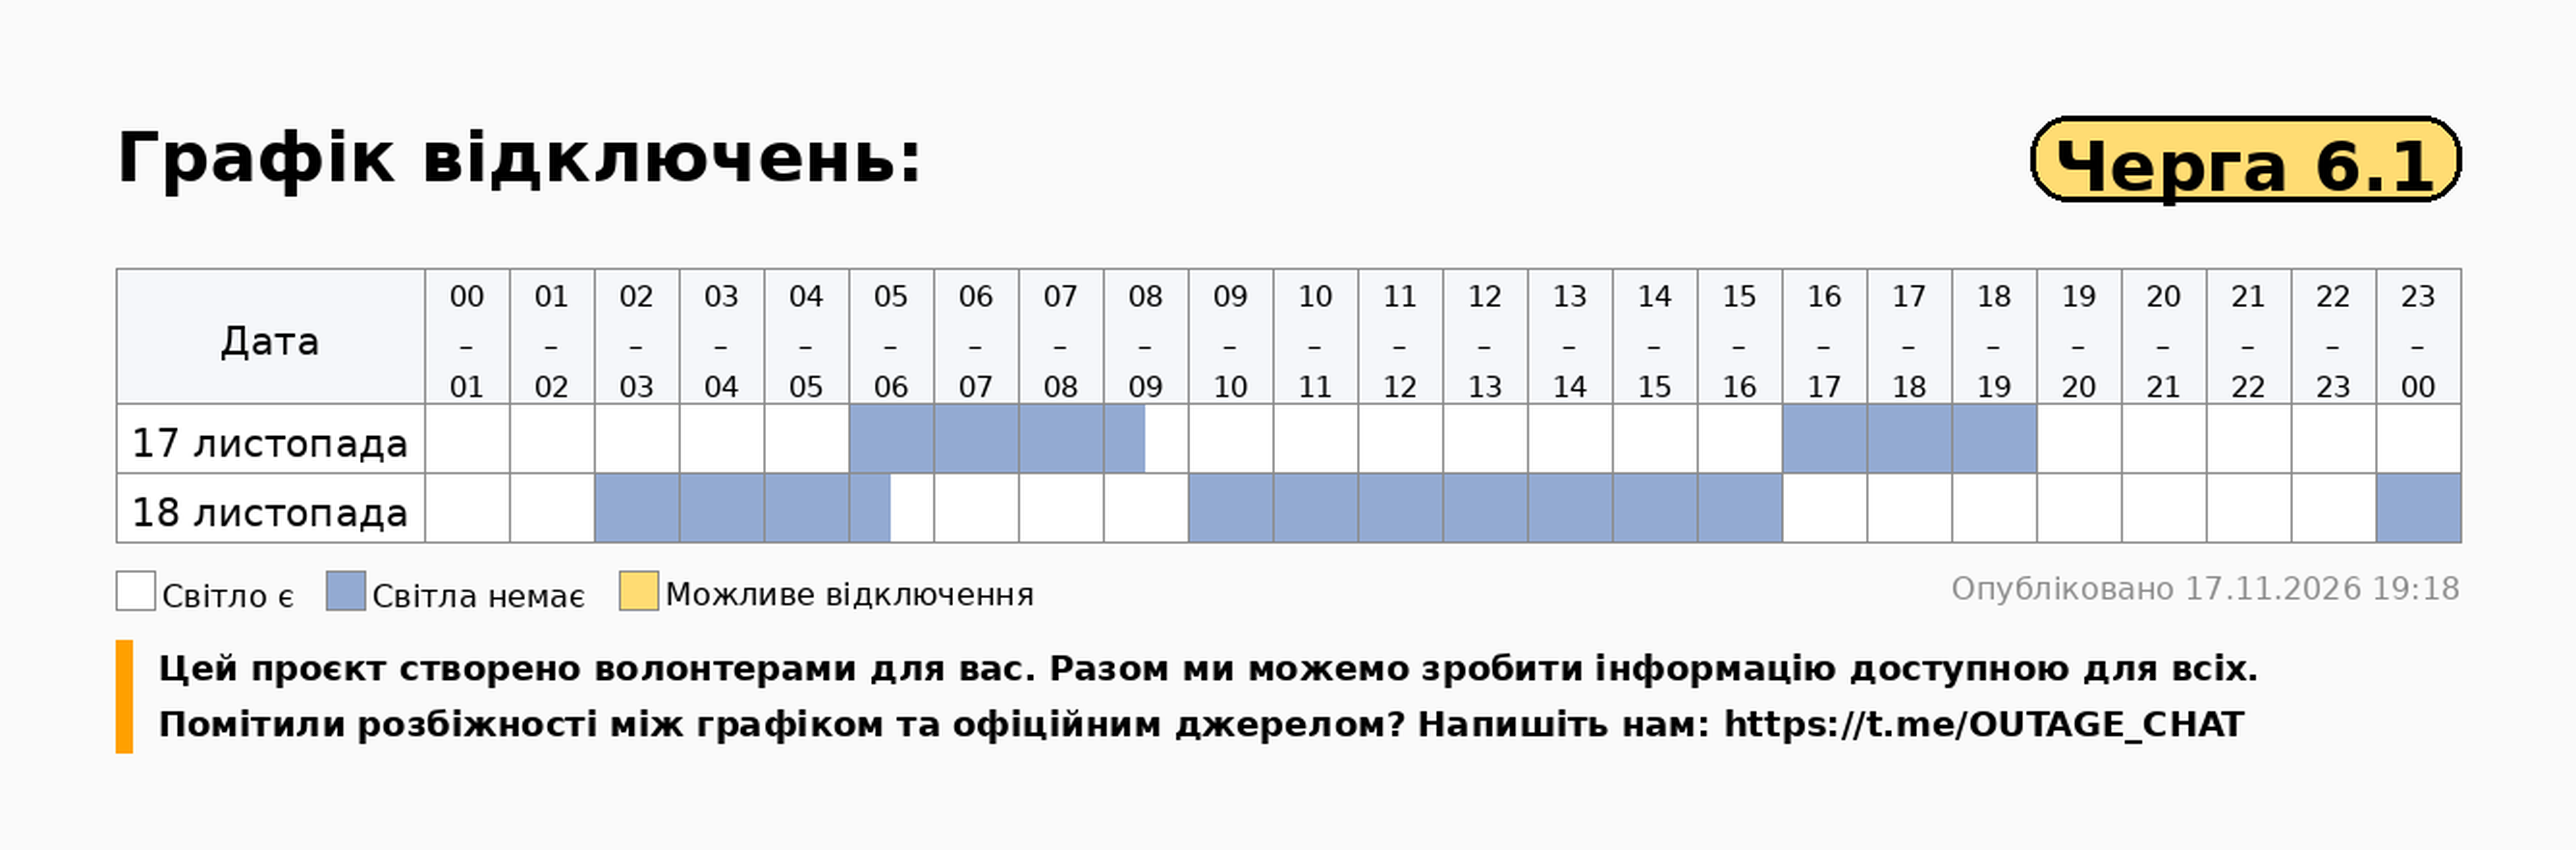 Графік відключень:
Черга 6.1
Дата
00 – 01
01 – 02
02 – 03
03 – 04
04 – 05
05 – 06
06 – 07
07 – 08
08 – 09
09 – 10
10 – 11
11 – 12
12 – 13
13 – 14
14 – 15
15 – 16
16 – 17
17 – 18
18 – 19
19 – 20
20 – 21
21 – 22
22 – 23
23 – 00
17 листопада
18 листопада
Світло є
Світла немає
Можливе відключення
Опубліковано 17.11.2026 19:18
Цей проєкт створено волонтерами для вас. Разом ми можемо зробити інформацію доступною для всіх.
Помітили розбіжності між графіком та офіційним джерелом? Напишіть нам: https://t.me/OUTAGE_CHAT